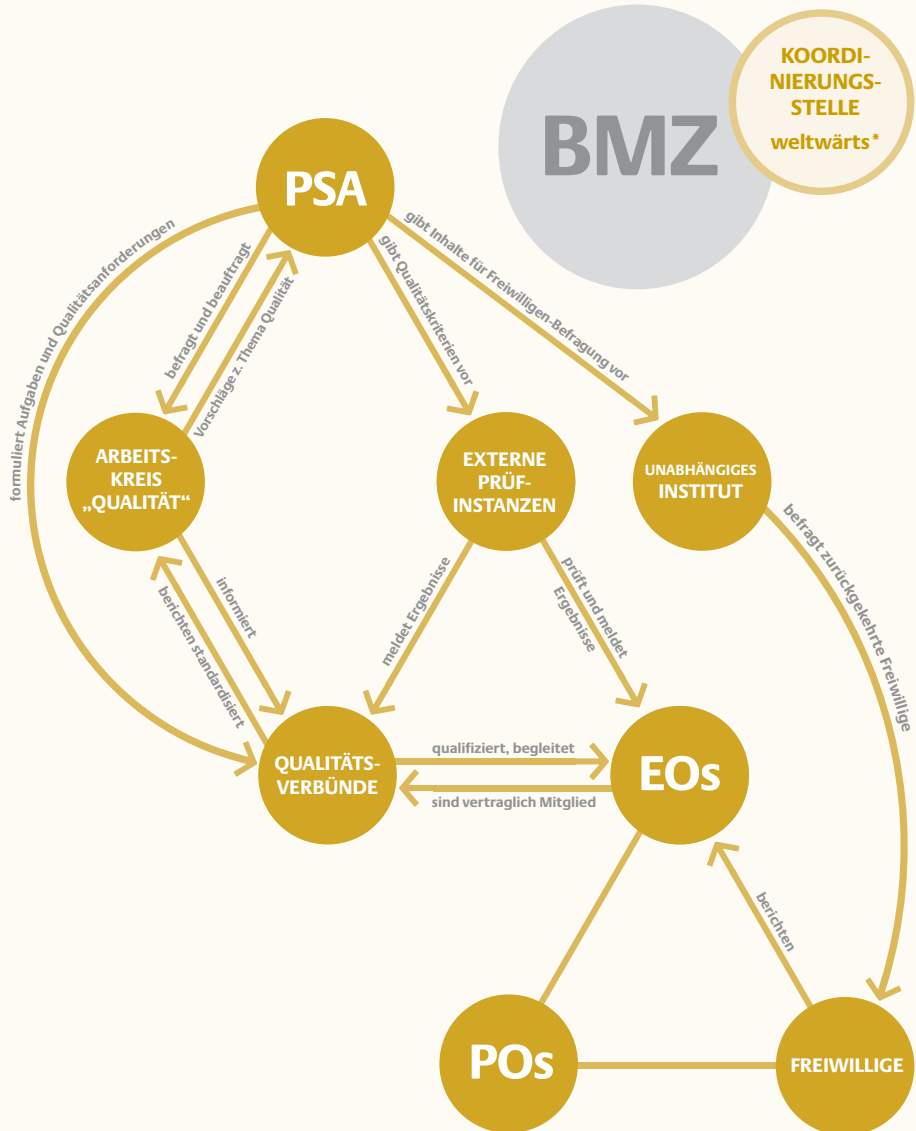 KOORDI-
NIERUNGS-
STELLE
weltwärts*
BMZ
PSA
formuliert Aufgaben und Qualitätsanforderungen
befragt und beauftragt
Vorschläge z. Thema Qualität
gibt Qualitätskriterien vor
gibt Inhalte für Freiwilligen-Befragung vor
ARBEITS-
KREIS
„QUALITÄT“
EXTERNE
PRÜF-
INSTANZEN
UNABHÄNGIGES
INSTITUT
informiert
berichten standardisiert
meldet Ergebnisse
prüft und meldet
Ergebnisse
befragt zurückgekehrte Freiwillige
QUALITÄTS-
VERBÜNDE
qualifiziert, begleitet
sind vertraglich Mitglied
EOs
berichten
POs
FREIWILLIGE